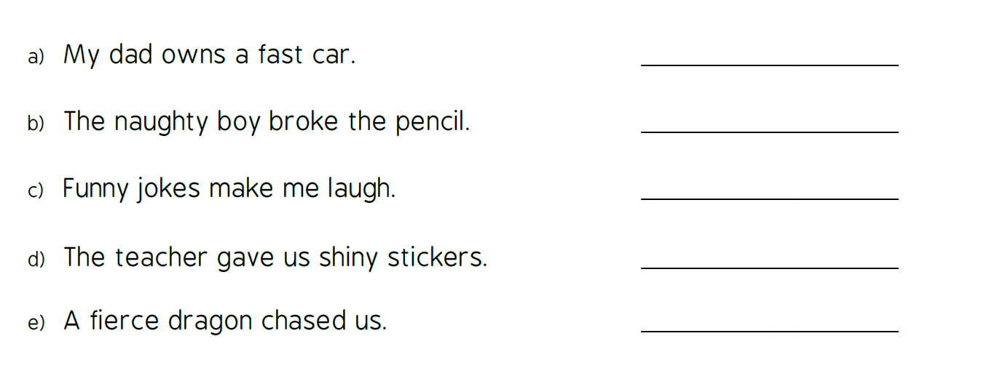 a) My dad owns a fast car.
b) The naughty boy broke the pencil.
c) Funny jokes make me laugh.
d) The teacher gave us shiny stickers.
e) A fierce dragon chased us.